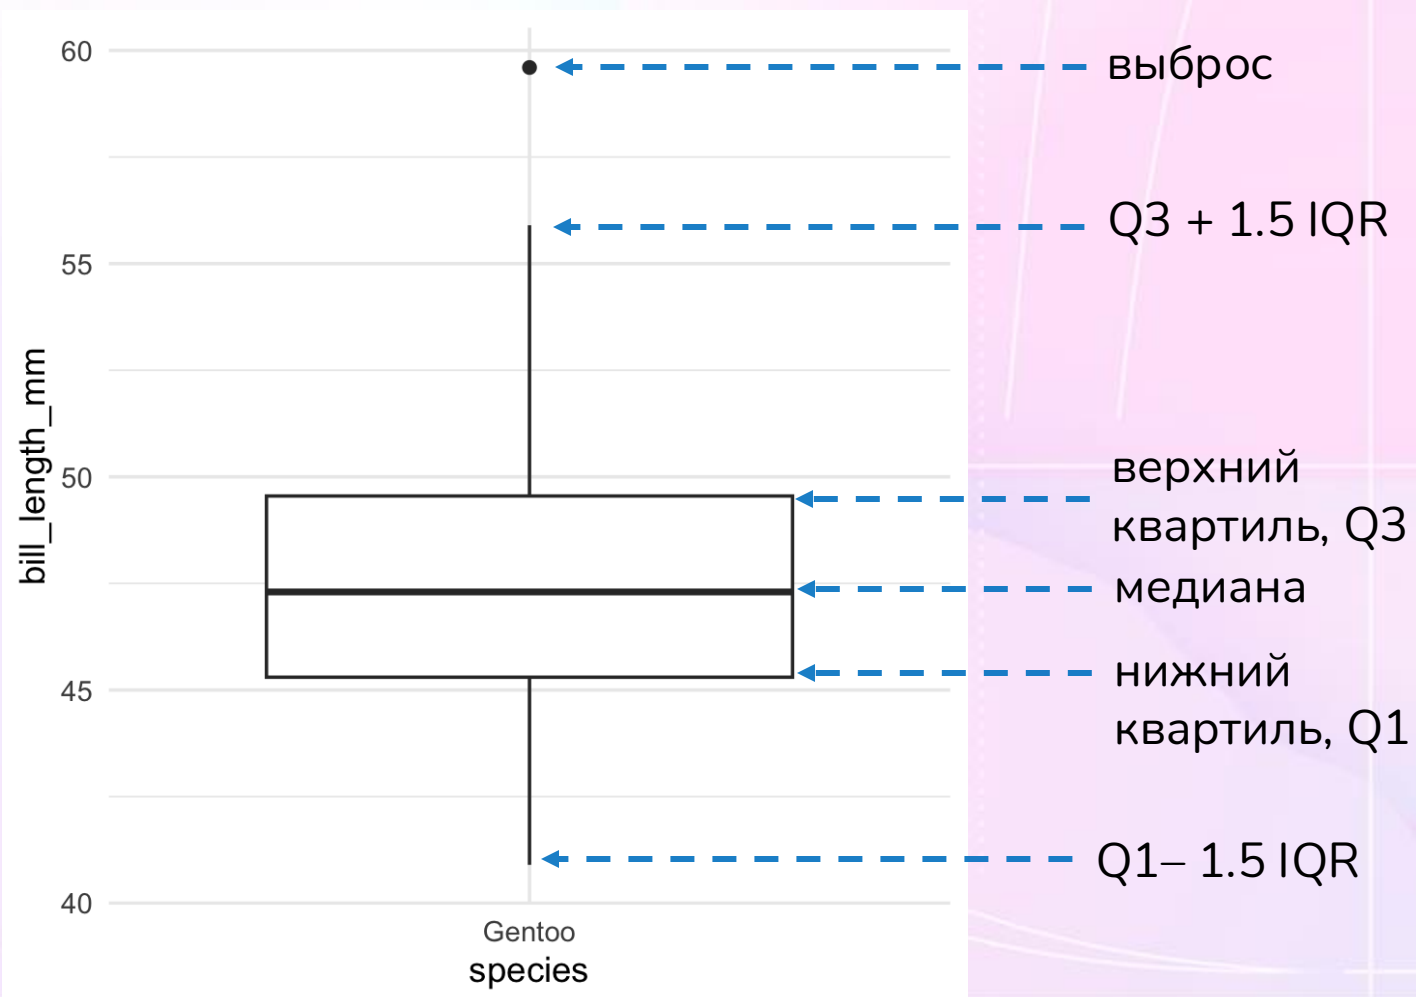 60
выброс
Q3 + 1.5 IQR
55
bill_length_mm
50
верхний
квартиль, Q3
медиана
нижний
квартиль, Q1
45
Q1– 1.5 IQR
40
Gentoo
species